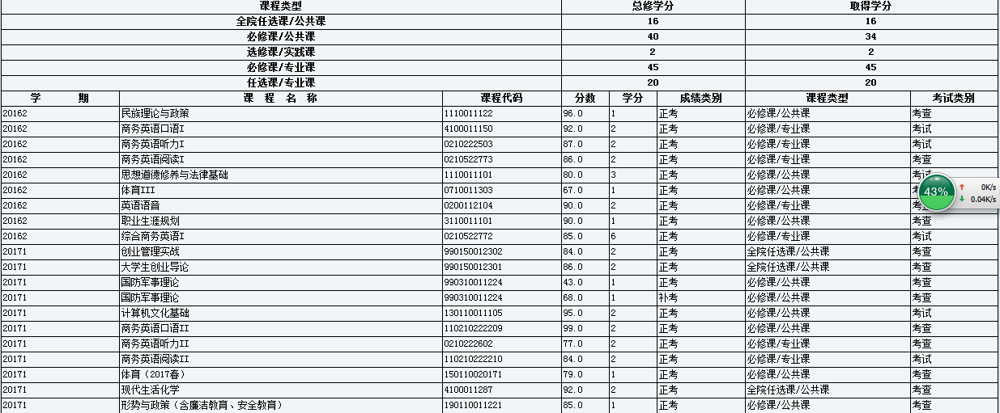 课程类型 总修学分 取得学分
全院任选课/公共课 16 16
必修课/公共课 40 34
选修课/实践课 2 2
必修课/专业课 45 45
任选课/专业课 20 20
学 期 课 程 名 称 课程代码 分数 学分 成绩类别 课程类型 考试类别
20162 民族理论与政策 1110011122 96.0 1 正考 必修课/公共课 考查
20162 商务英语口语I 4100011150 92.0 2 正考 必修课/专业课 考试
20162 商务英语听力I 0210222503 87.0 2 正考 必修课/专业课 考试
20162 商务英语阅读I 0210522773 86.0 2 正考 必修课/专业课 考查
20162 思想道德修养与法律基础 1110011101 80.0 3 正考 必修课/公共课 考试
20162 体育III 0710011303 67.0 1 正考 必修课/公共课
43% 0K/s
0.04K/s
20162 英语语音 0200112104 90.0 2 正考 必修课/专业课
20162 职业生涯规划 3110011101 90.0 1 正考 必修课/公共课 考查
20162 综合商务英语I 0210522772 85.0 6 正考 必修课/专业课 考试
20171 创业管理实战 990150012302 84.0 2 正考 全院任选课/公共课 考查
20171 大学生创业导论 990150012301 86.0 2 正考 全院任选课/公共课 考查
20171 国防军事理论 990310011224 43.0 1 正考 必修课/公共课 考查
20171 国防军事理论 990310011224 68.0 1 补考 必修课/公共课 考查
20171 计算机文化基础 130110011105 95.0 2 正考 必修课/公共课 考试
20171 商务英语口语II 110210222209 99.0 2 正考 必修课/公共课 考查
20171 商务英语听力II 0210222602 77.0 2 正考 必修课/专业课 考查
20171 商务英语阅读II 110210222210 84.0 2 正考 必修课/专业课 考试
20171 体育（2017春） 150110020171 79.0 1 正考 必修课/公共课 考查
20171 现代生活化学 4100011287 92.0 2 正考 全院任选课/公共课 考查
20171 形势与政策（含廉洁教育、安全教育） 190110011221 85.0 1 正考 必修课/公共课 考查